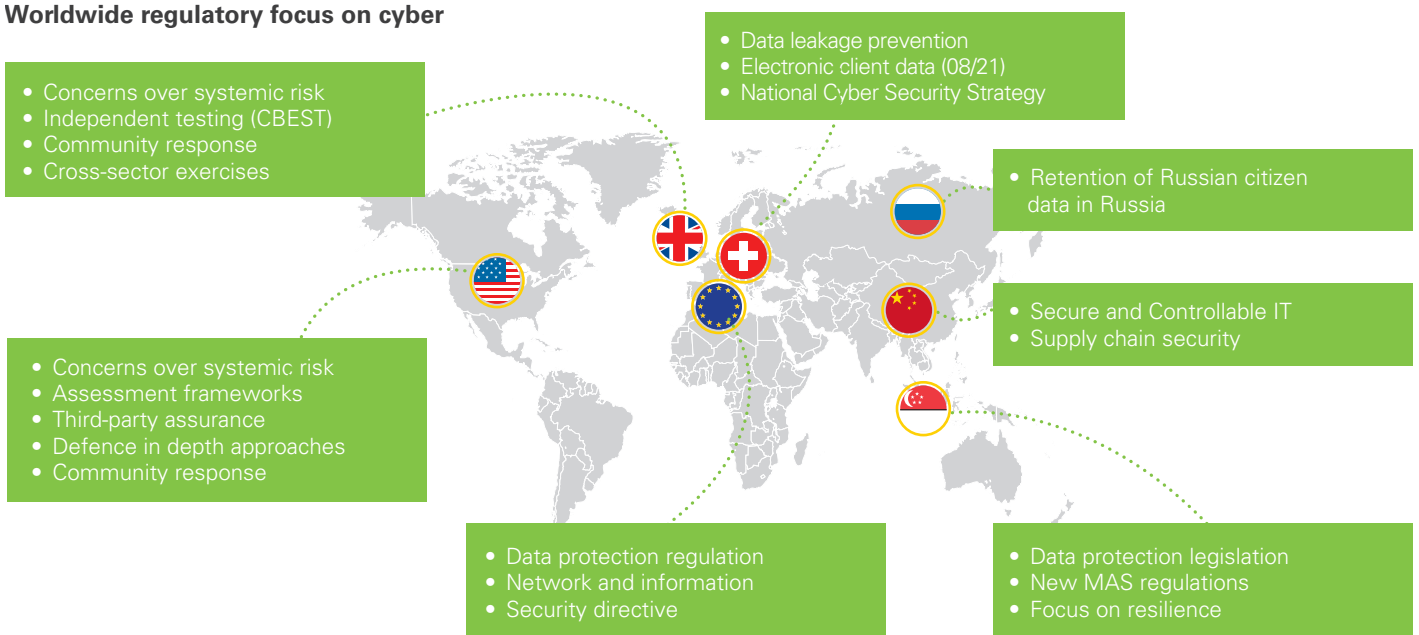 Worldwide regulatory focus on cyber
• Concerns over systemic risk
• Independent testing (CBEST)
• Community response
• Cross-sector exercises
• Data leakage prevention
• Electronic client data (08/21)
• National Cyber Security Strategy
• Retention of Russian citizen
data in Russia
• Secure and Controllable IT
• Supply chain security
• Concerns over systemic risk
• Assessment frameworks
• Third-party assurance
• Defence in depth approaches
• Community response
• Data protection regulation
• Network and information
• Security directive
• Data protection legislation
• New MAS regulations
• Focus on resilience